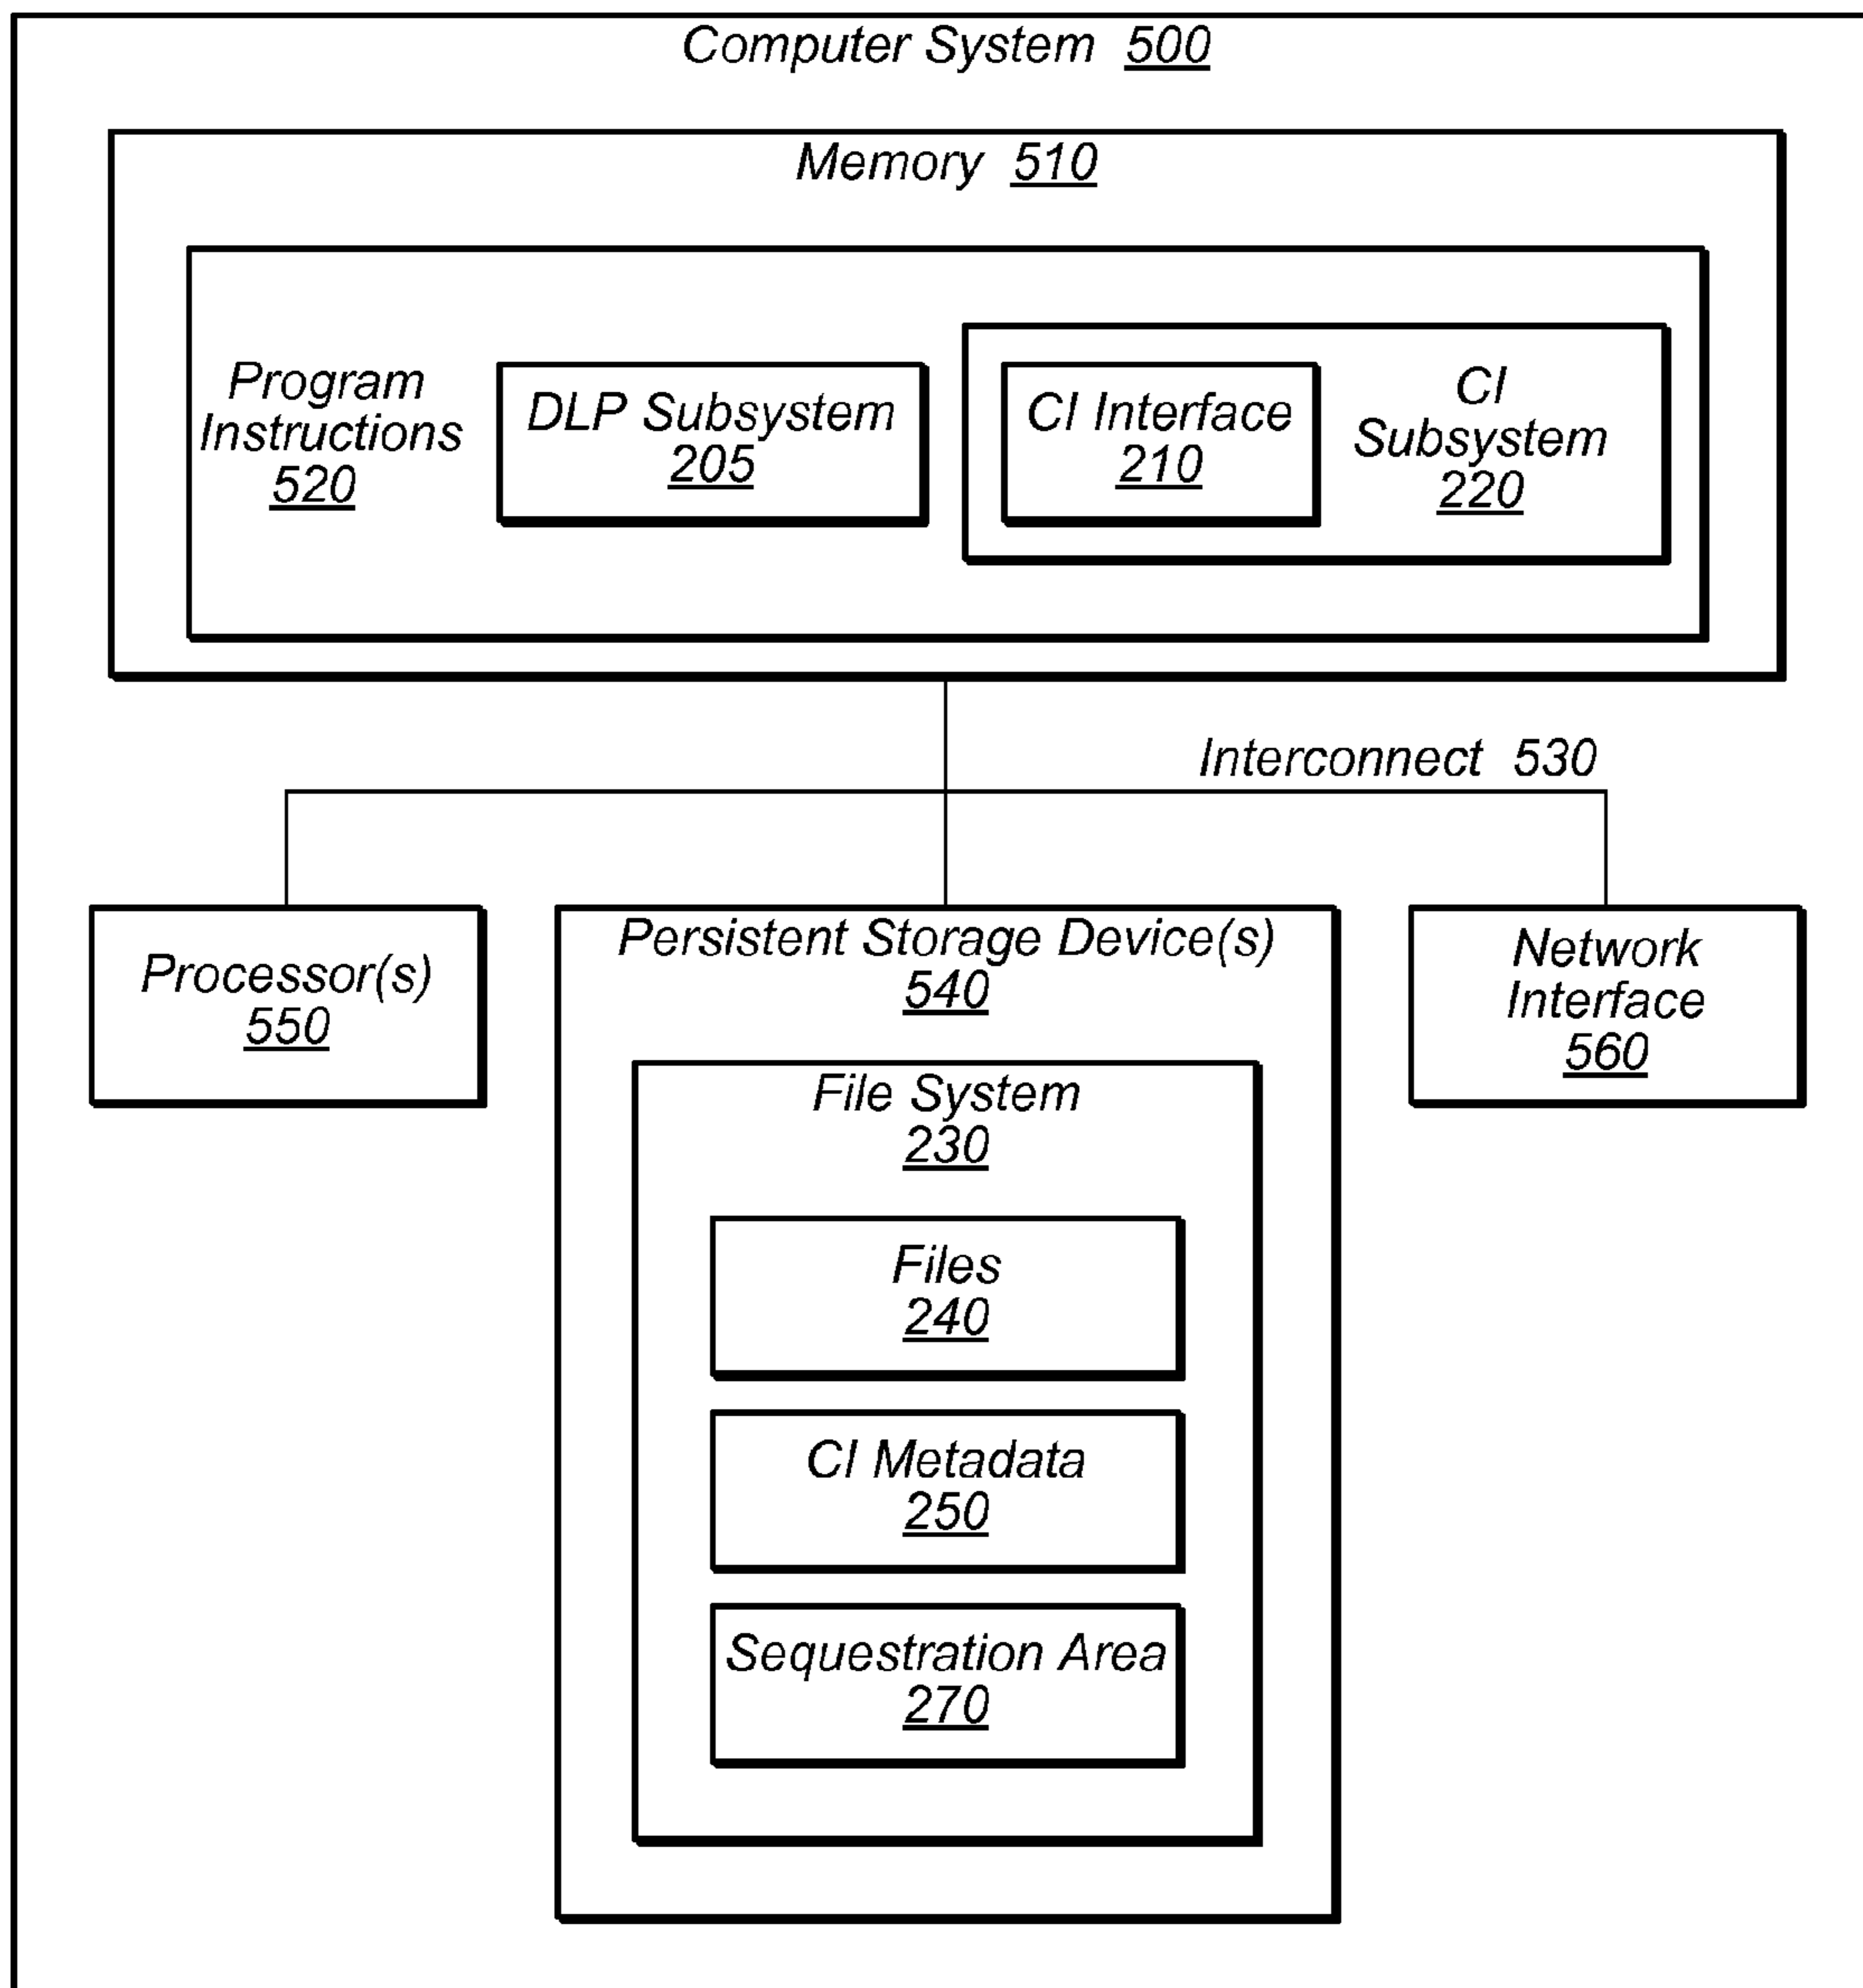 Computer System 500
Memory 510
Program
Instructions
520
DLP Subsystem
205
CI Interface
210
CI
Subsystem
220
Interconnect 530
Processor(s)
550
Persistent Storage Device(s)
540
File System
230
Files
240
CI Metadata
250
Sequestration Area
270
Network
Interface
560